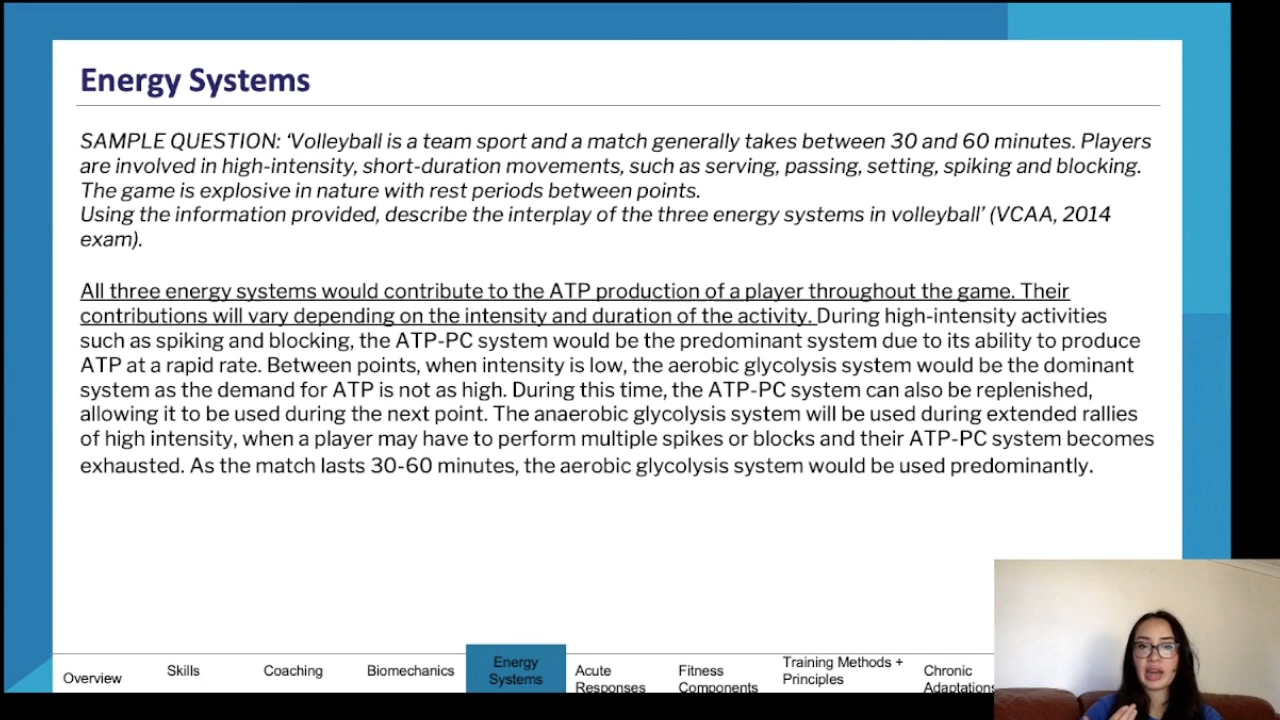 Energy Systems
SAMPLE QUESTION: ‘Volleyball is a team sport and a match generally takes between 30 and 60 minutes. Players
are involved in high-intensity, short-duration movements, such as serving, passing, setting, spiking and blocking.
The game is explosive in nature with rest periods between points.
Using the information provided, describe the interplay of the three energy systems in volleyball’ (VCAA, 2014
exam).
All three energy systems would contribute to the ATP production of a player throughout the game. Their
contributions will vary depending on the intensity and duration of the activity. During high-intensity activities
such as spiking and blocking, the ATP-PC system would be the predominant system due to its ability to produce
ATP at a rapid rate. Between points, when intensity is low, the aerobic glycolysis system would be the dominant
system as the demand for ATP is not as high. During this time, the ATP-PC system can also be replenished,
allowing it to be used during the next point. The anaerobic glycolysis system will be used during extended rallies
of high intensity, when a player may have to perform multiple spikes or blocks and their ATP-PC system becomes
exhausted. As the match lasts 30-60 minutes, the aerobic glycolysis system would be used predominantly.
Overview
Skills
Coaching
Biomechanics
Energy
Systems
Acute
Responses
Fitness
Components
Training Methods +
Principles
Chronic
Adaptations